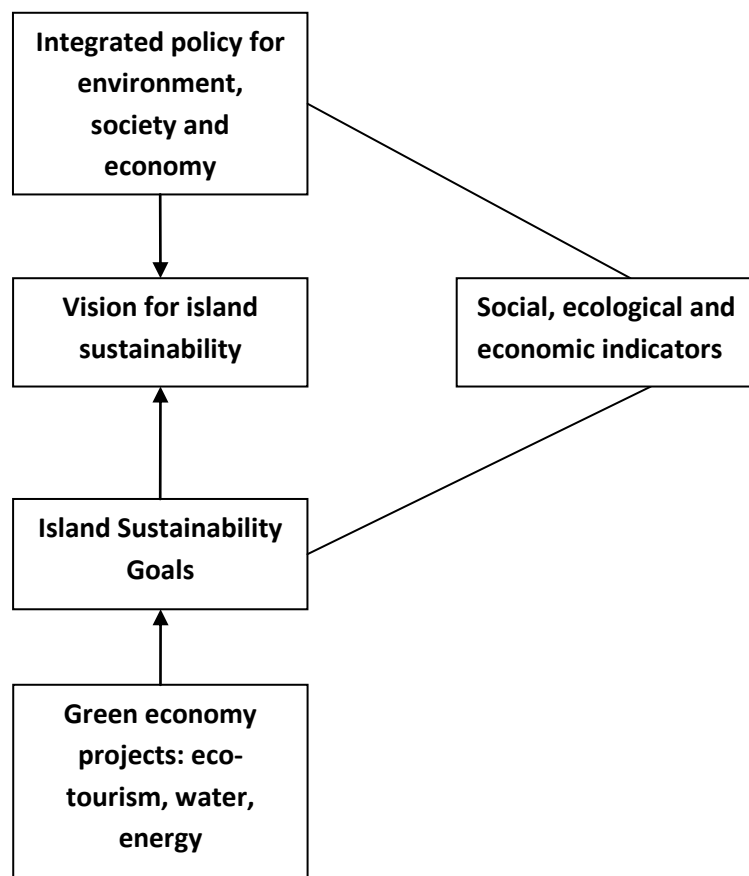 Integrated policy for
environment,
society and
economy
Vision for island
sustainability
Social, ecological and
economic indicators
Island Sustainability
Goals
Green economy
projects: eco-
tourism, water,
energy